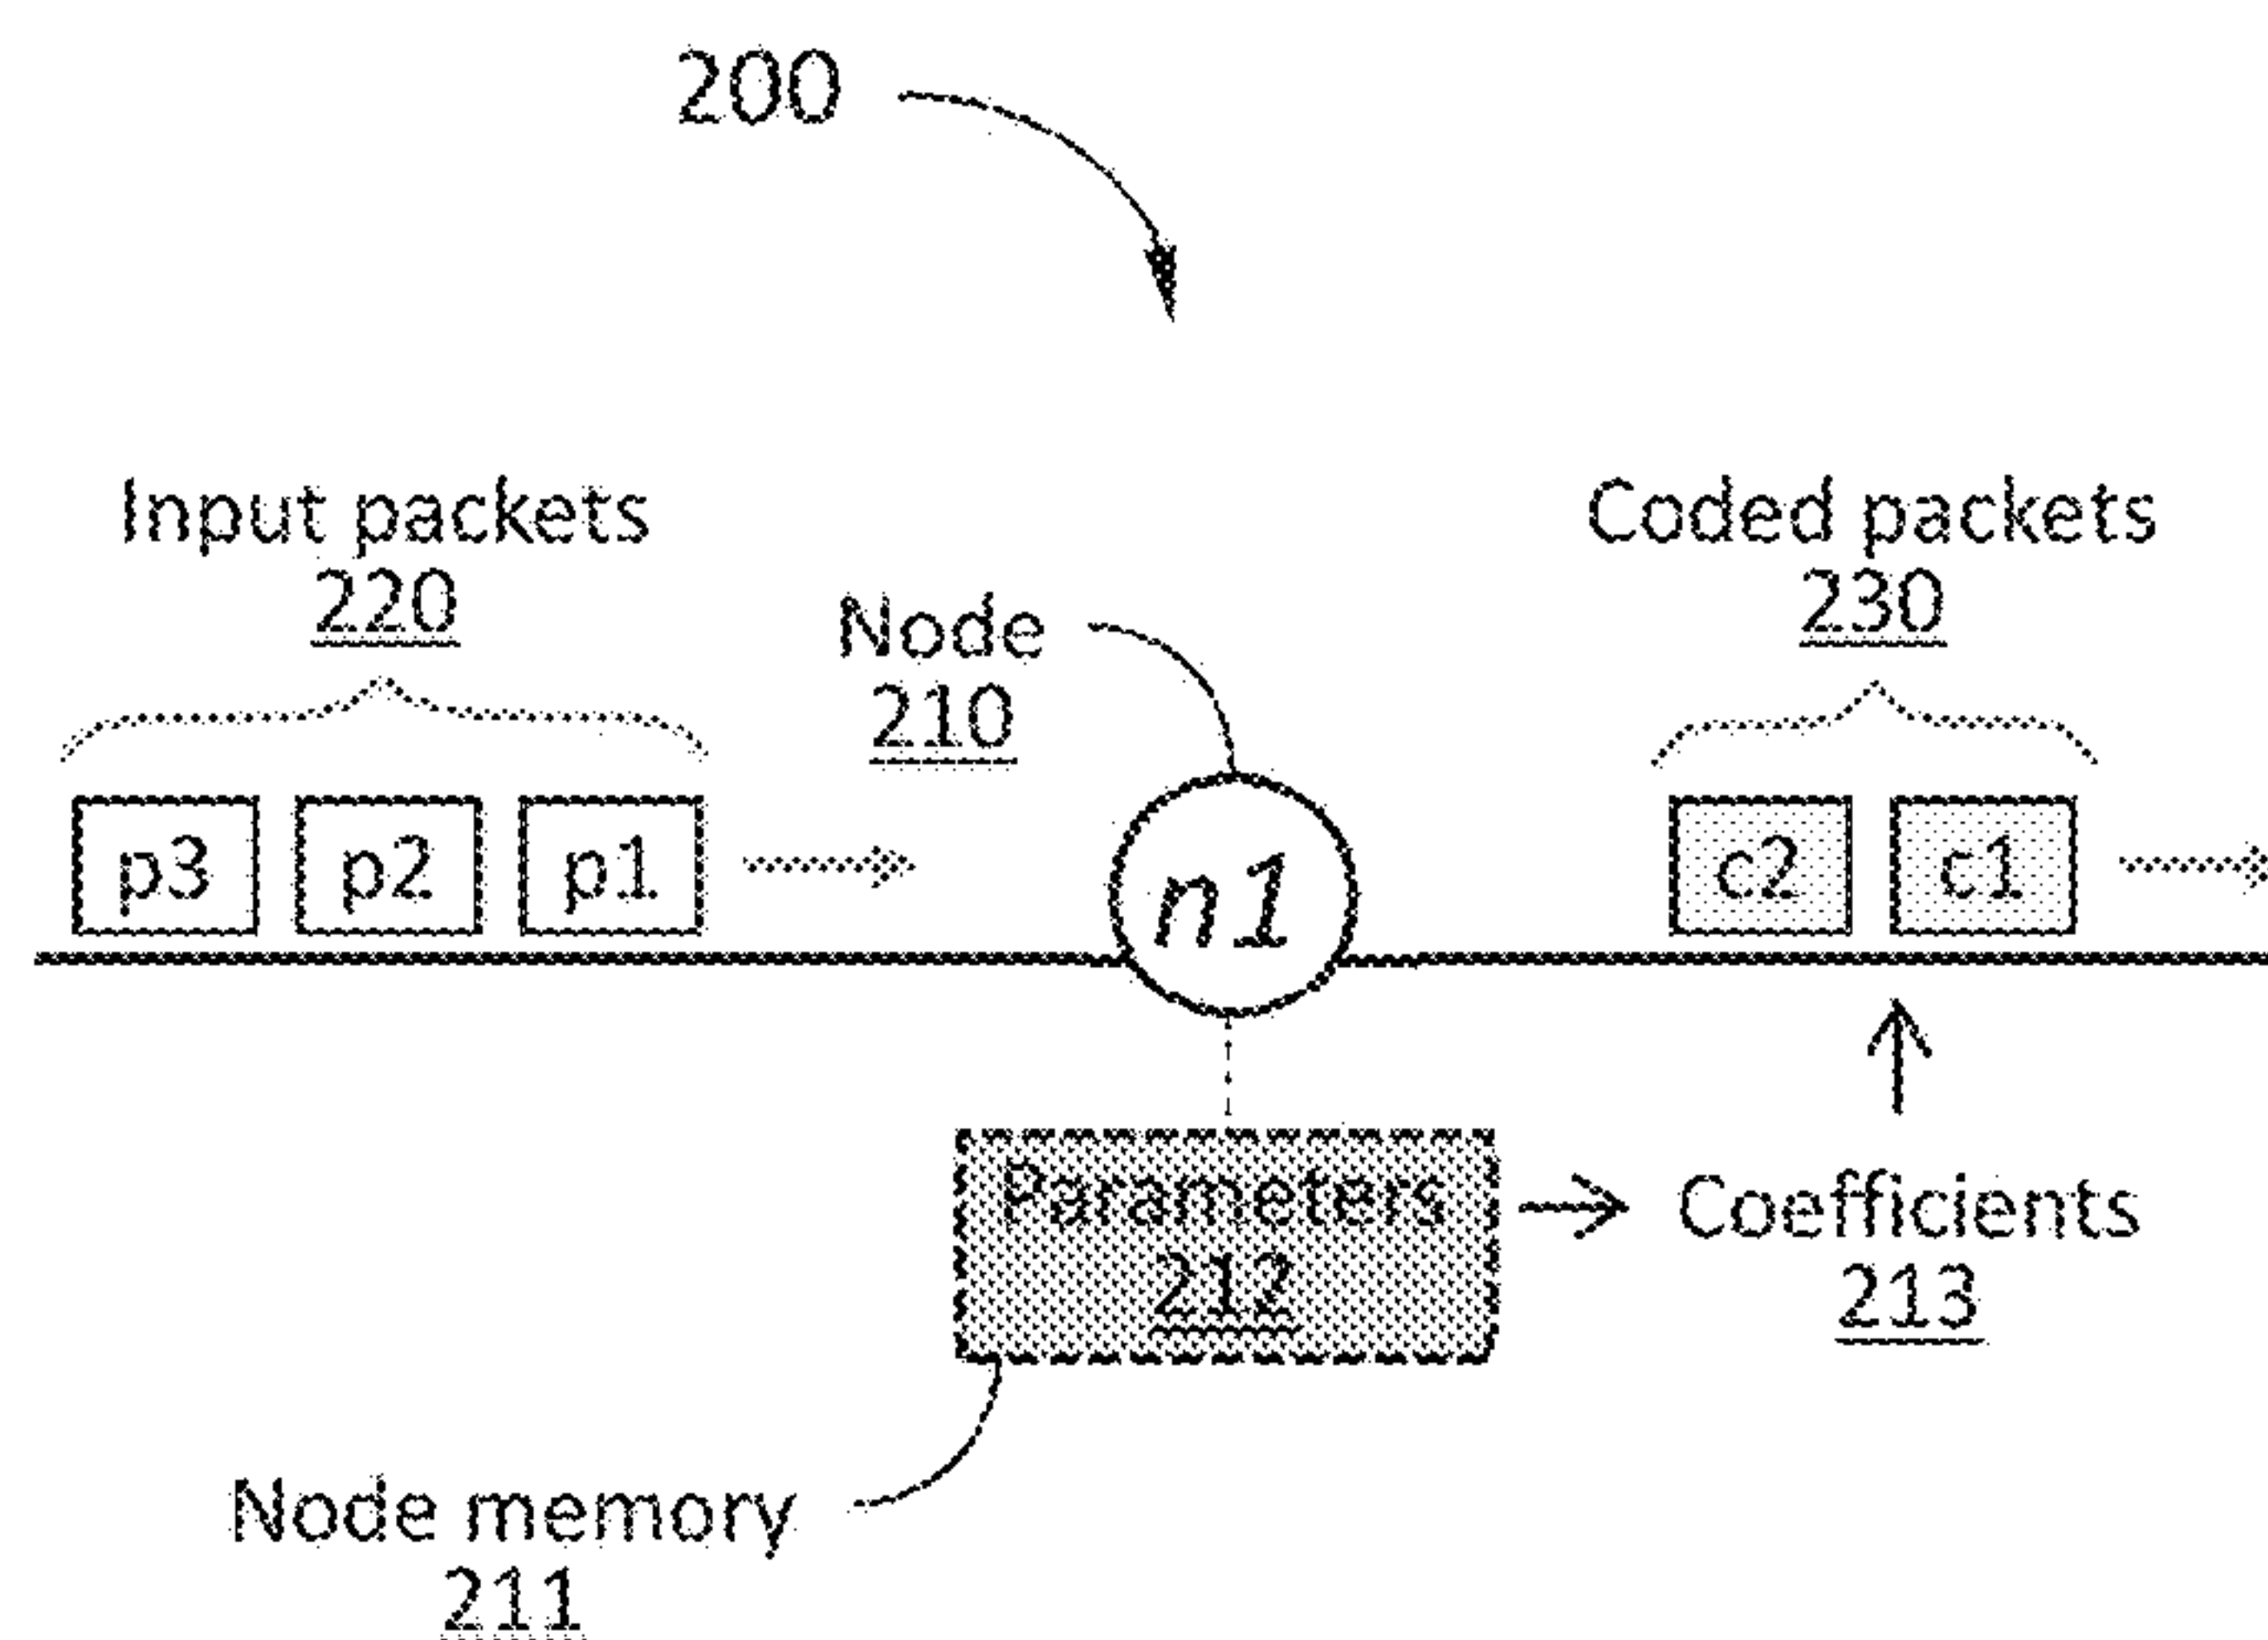 200
Input packets
220
Coded packets
230
Node
210
p3 p2 p1
n1
c2 c1
Parameters
212
Coefficients
213
Node memory
211